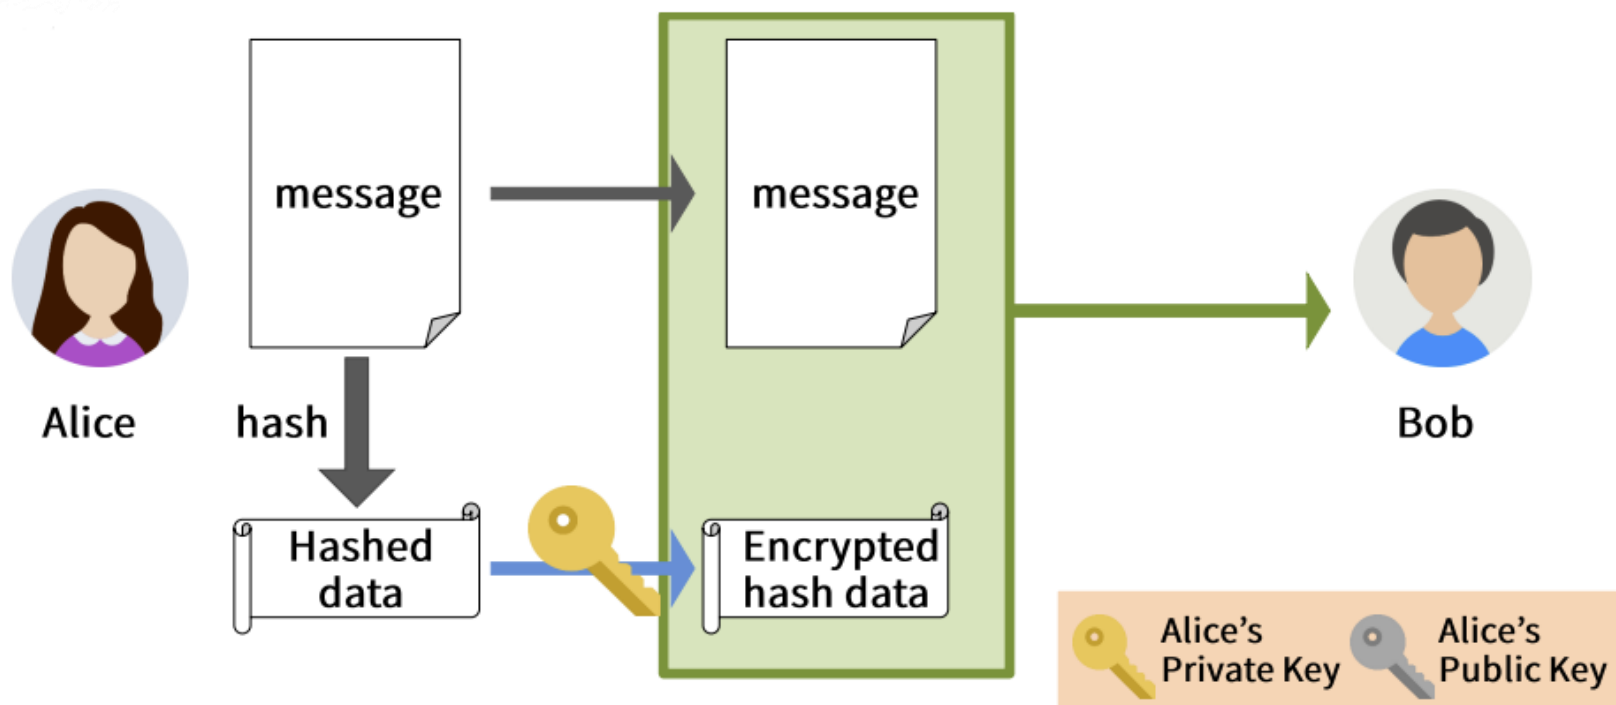 message
message
Alice
hash
Bob
Hashed
data
Encrypted
hash data
Alice’s
Private Key
Alice’s
Public Key